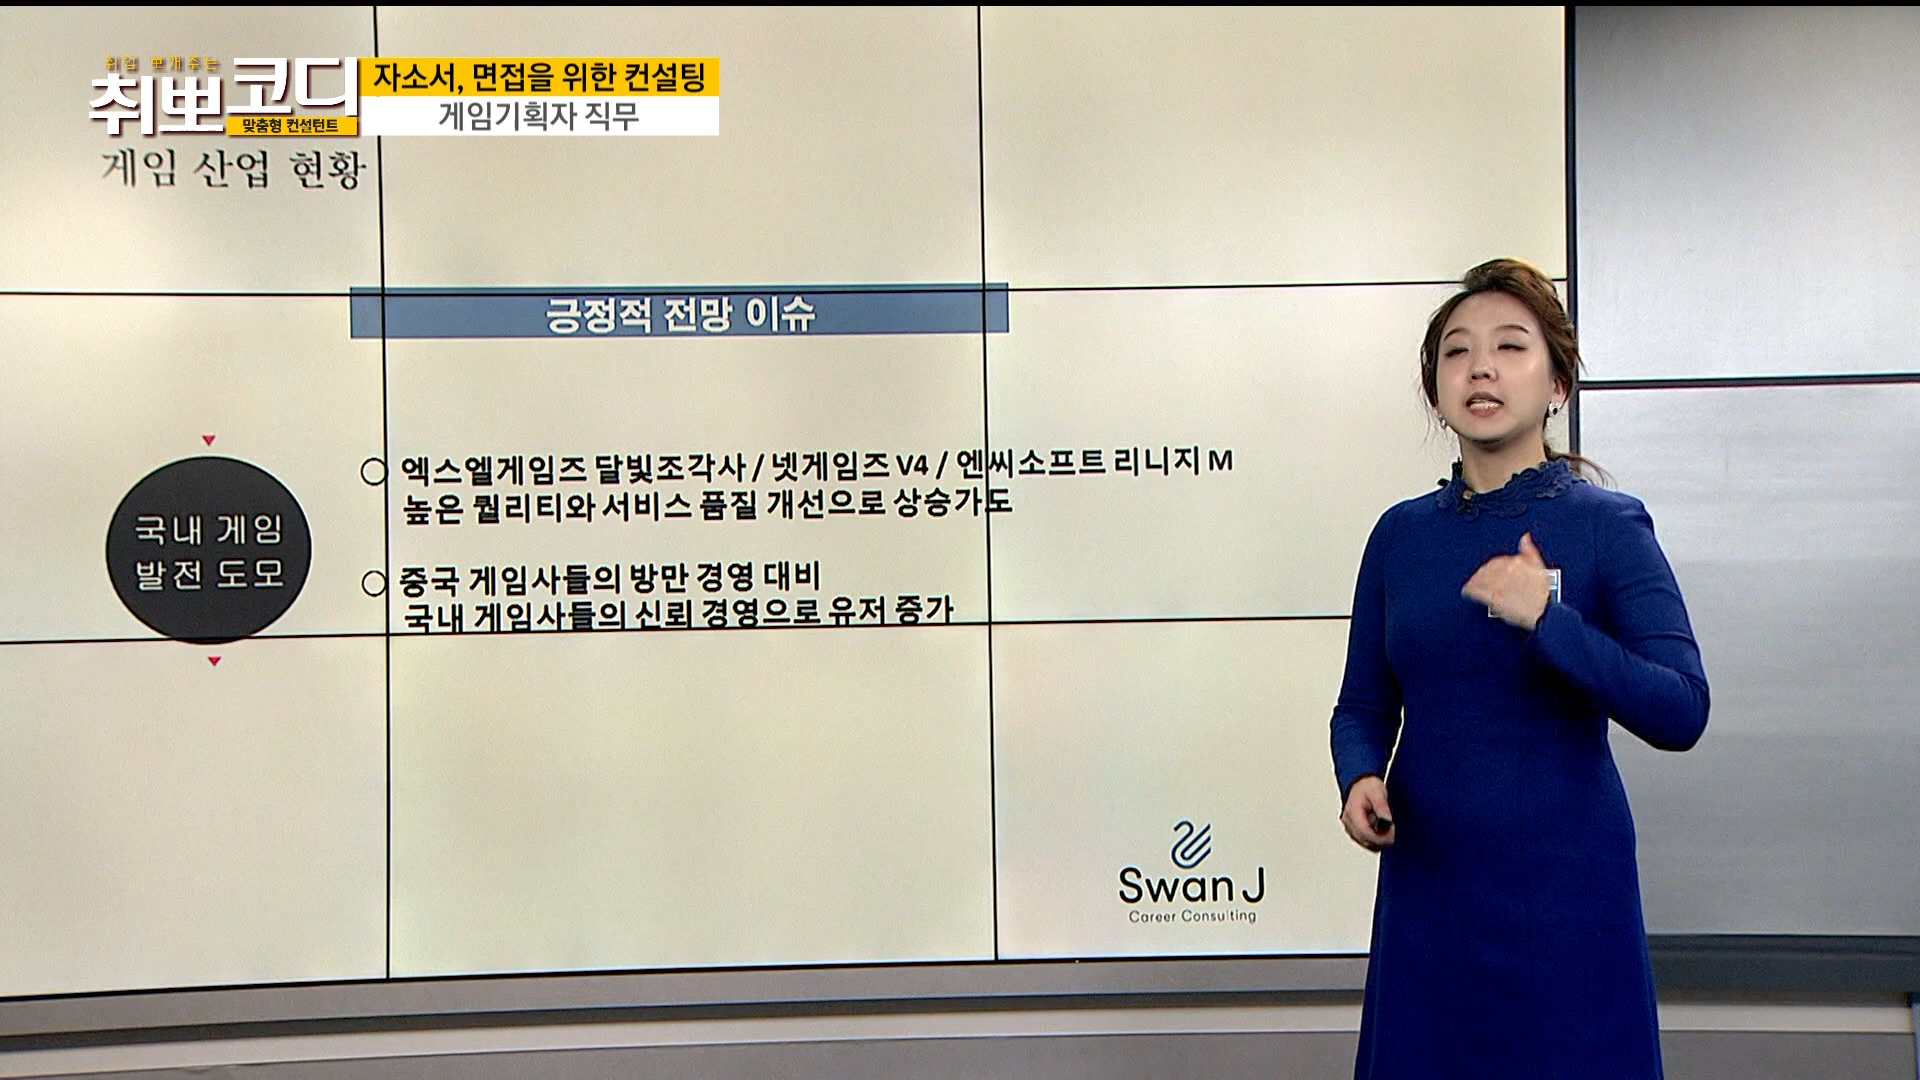 취업 뽀개주는
취뽀코디
맞춤형 컨설턴트
자소서, 면접을 위한 컨설팅
게임기획자 직무
게임 산업 현황
긍정적 전망 이슈
국내 게임
발전 도모
엑스엘게임즈 달빛조각사 / 넷게임즈 V4 / 엔씨소프트 리니지 M
높은 퀄리티와 서비스 품질 개선으로 상승가도
중국 게임사들의 방만 경영 대비
국내 게임사들의 신뢰 경영으로 유저 증가
Swan J
Career Consulting